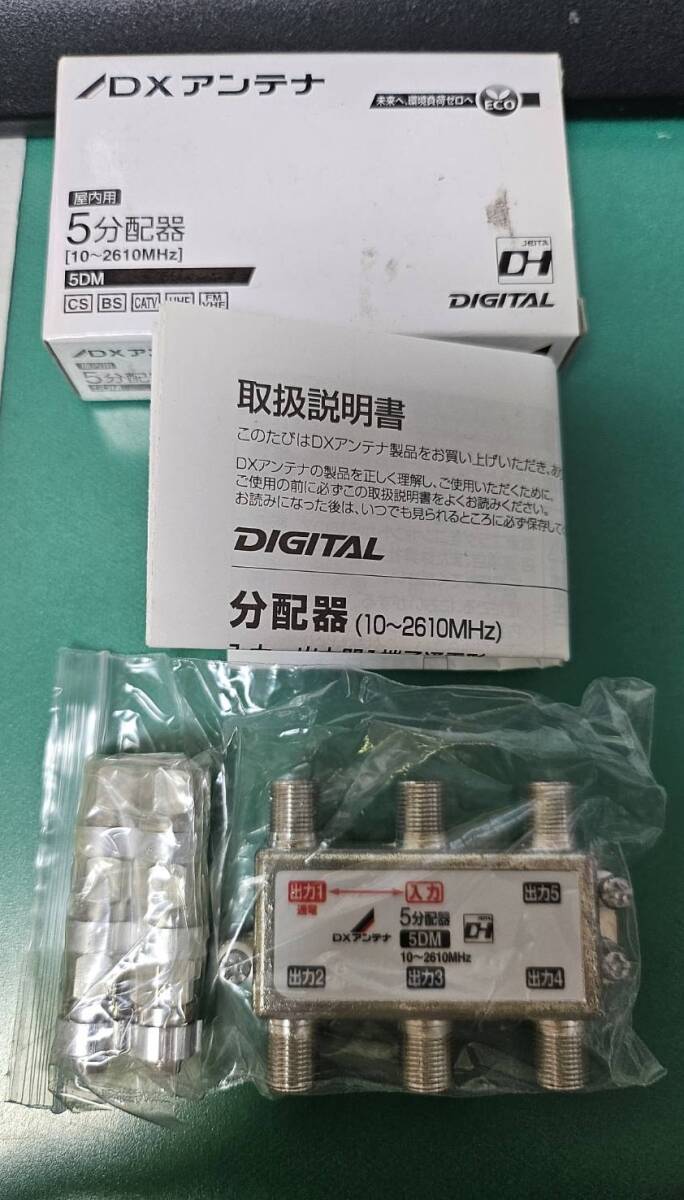 DXアンテナ
未来へ、環境負荷ゼロへ
ECO
屋内用
5分配器
[10～2610MHz]
5DM
CS BS CATV UHF FM VHF
JEITA
DH
DIGITAL
DXアン
屋内用
5分配
取扱説明書
このたびはDXアンテナ製品をお買い上げいただき、あ
DXアンテナの製品を正しく理解し、ご使用いただくために、
ご使用の前に必ずこの取扱説明書をよくお読みください。
お読みになった後は、いつでも見られるところに必ず保存して
DIGITAL
分配器 (10～2610MHz)
出力1 入力 出力5
通電
5分配器
DXアンテナ 5DM DH
10～2610MHz
出力2 出力3 出力4